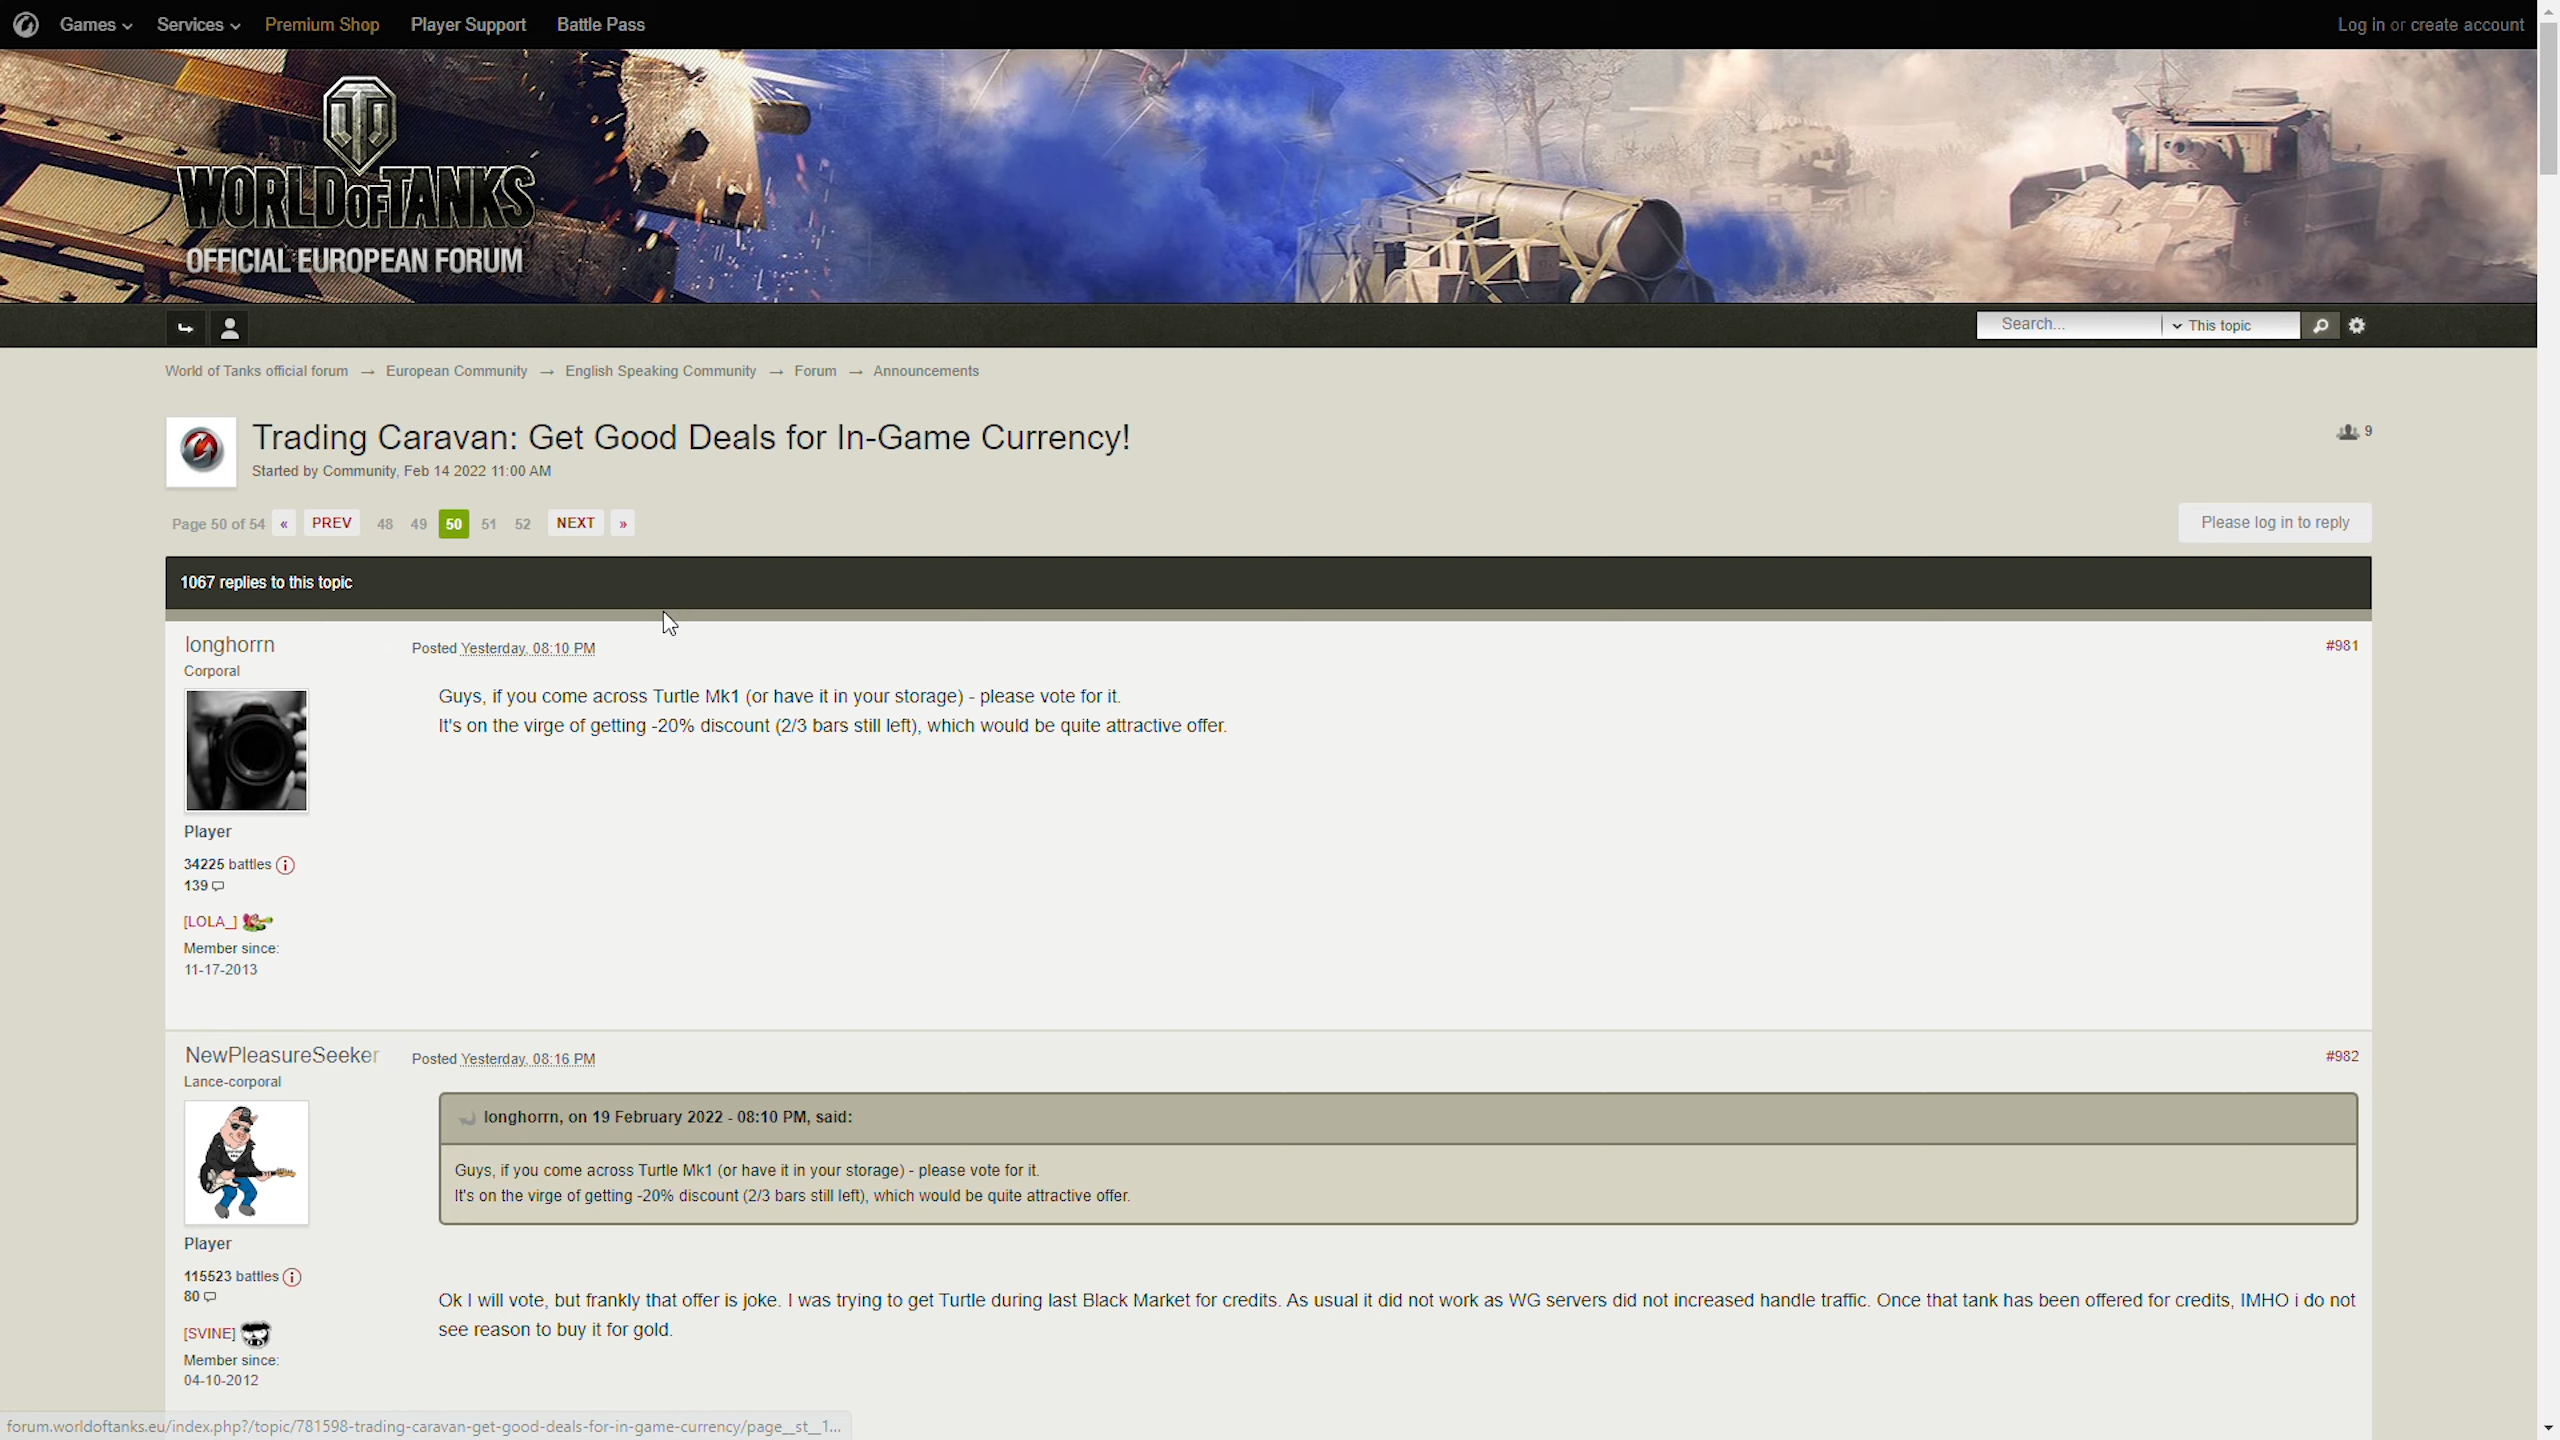 Games Services Premium Shop Player Support Battle Pass Log in or create account
WORLD OF TANKS
OFFICIAL EUROPEAN FORUM
Search... This topic
World of Tanks official forum → European Community → English Speaking Community → Forum → Announcements
Trading Caravan: Get Good Deals for In-Game Currency!
9
Started by Community, Feb 14 2022 11:00 AM
Page 50 of 54 « PREV 48 49 50 51 52 NEXT » Please log in to reply
1067 replies to this topic
longhorrn Posted Yesterday, 08:10 PM #981
Corporal
Guys, if you come across Turtle Mk1 (or have it in your storage) - please vote for it.
It's on the virge of getting -20% discount (2/3 bars still left), which would be quite attractive offer.
Player
34225 battles
139
[LOLA_]
Member since:
11-17-2013
NewPleasureSeeker Posted Yesterday, 08:16 PM #982
Lance-corporal
longhorrn, on 19 February 2022 - 08:10 PM, said:
Guys, if you come across Turtle Mk1 (or have it in your storage) - please vote for it.
It's on the virge of getting -20% discount (2/3 bars still left), which would be quite attractive offer.
Player
115523 battles
80
[SVINE]
Member since:
04-10-2012
Ok I will vote, but frankly that offer is joke. I was trying to get Turtle during last Black Market for credits. As usual it did not work as WG servers did not increased handle traffic. Once that tank has been offered for credits, IMHO i do not
see reason to buy it for gold.
forum.worldoftanks.eu/index.php?/topic/781598-trading-caravan-get-good-deals-for-in-game-currency/page__st__1...